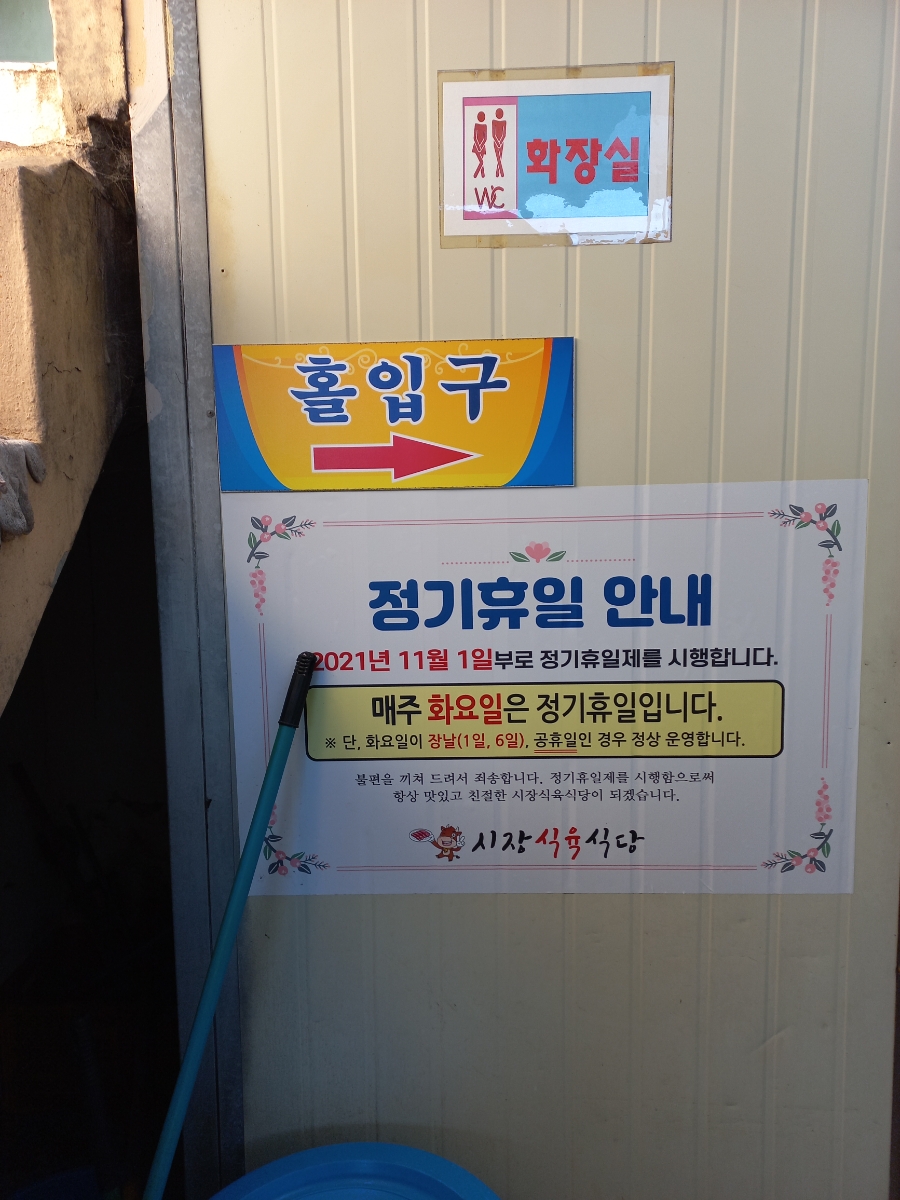 WC
화장실
홀입구
정기휴일 안내
2021년 11월 1일부로 정기휴일제를 시행합니다.
매주 화요일은 정기휴일입니다.
※ 단, 화요일이 장날(1일, 6일), 공휴일인 경우 정상 운영합니다.
불편을 끼쳐 드려서 죄송합니다. 정기휴일제를 시행함으로써
항상 맛있고 친절한 시장식육식당이 되겠습니다.
시장식육식당